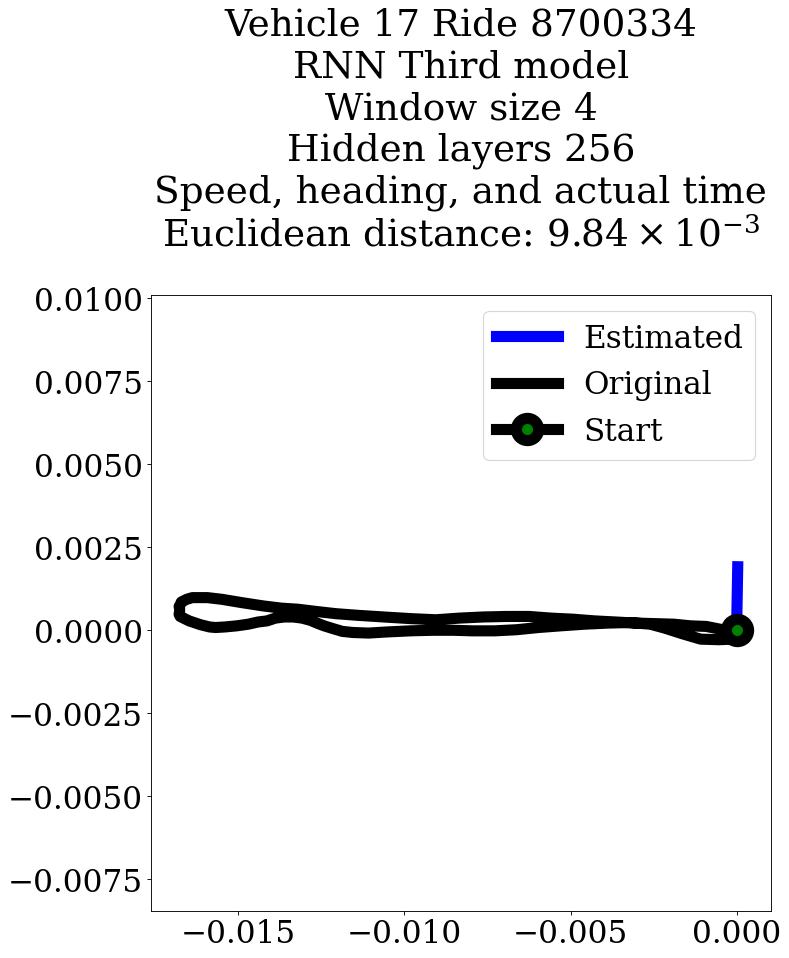 Vehicle 17 Ride 8700334
RNN Third model
Window size 4
Hidden layers 256
Speed, heading, and actual time
Euclidean distance: 9.84 × 10⁻³
0.0100
0.0075
0.0050
0.0025
0.0000
−0.0025
−0.0050
−0.0075
Estimated
Original
Start
−0.015
−0.010
−0.005
0.000